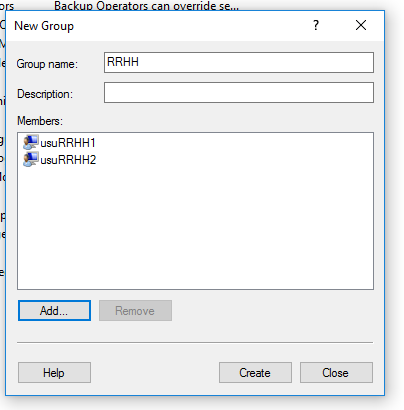 Backup Operators can override se...
New Group
?
Group name:
RRHH
Description:
Members:
usuRRHH1
usuRRHH2
Add...
Remove
Help
Create
Close